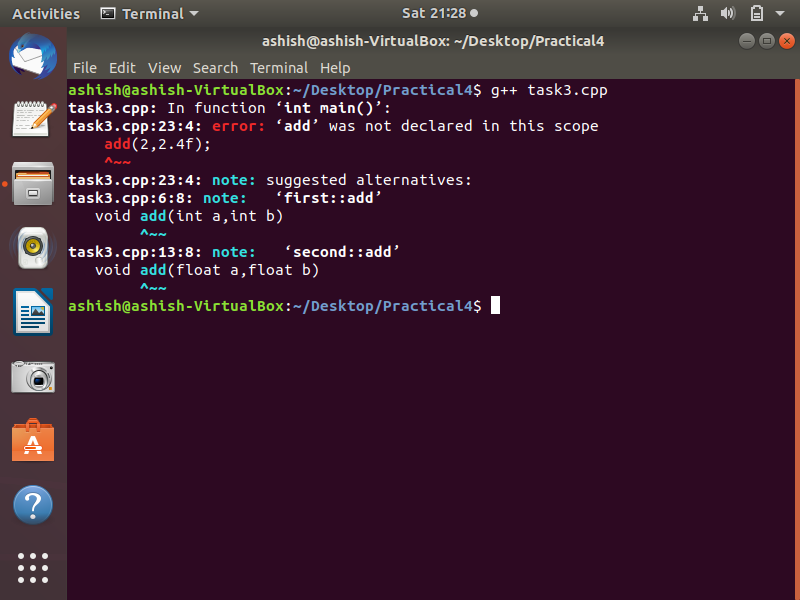 Activities Terminal Sat 21:28
ashish@ashish-VirtualBox: ~/Desktop/Practical4
File Edit View Search Terminal Help
ashish@ashish-VirtualBox:~/Desktop/Practical4$ g++ task3.cpp
task3.cpp: In function ‘int main()’:
task3.cpp:23:4: error: ‘add’ was not declared in this scope
    add(2,2.4f);
    ^~~
task3.cpp:23:4: note: suggested alternatives:
task3.cpp:6:8: note:   ‘first::add’
   void add(int a,int b)
        ^~~
task3.cpp:13:8: note:   ‘second::add’
   void add(float a,float b)
        ^~~
ashish@ashish-VirtualBox:~/Desktop/Practical4$